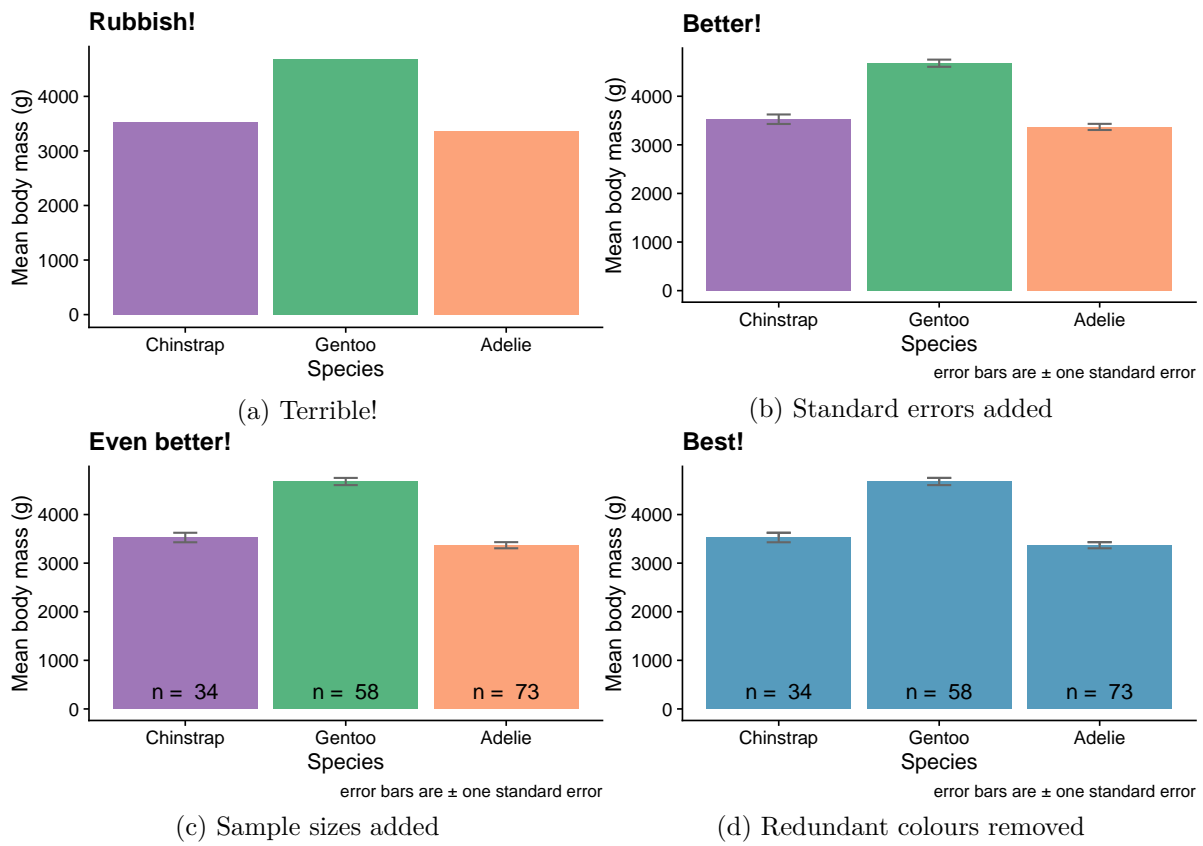 Rubbish!
Mean body mass (g)
4000
3000
2000
1000
0
Chinstrap Gentoo Adelie
Species
(a) Terrible!
Better!
Mean body mass (g)
4000
3000
2000
1000
0
Chinstrap Gentoo Adelie
Species
error bars are ± one standard error
(b) Standard errors added
Even better!
Mean body mass (g)
4000
3000
2000
1000
0
n = 34 n = 58 n = 73
Chinstrap Gentoo Adelie
Species
error bars are ± one standard error
(c) Sample sizes added
Best!
Mean body mass (g)
4000
3000
2000
1000
0
n = 34 n = 58 n = 73
Chinstrap Gentoo Adelie
Species
error bars are ± one standard error
(d) Redundant colours removed